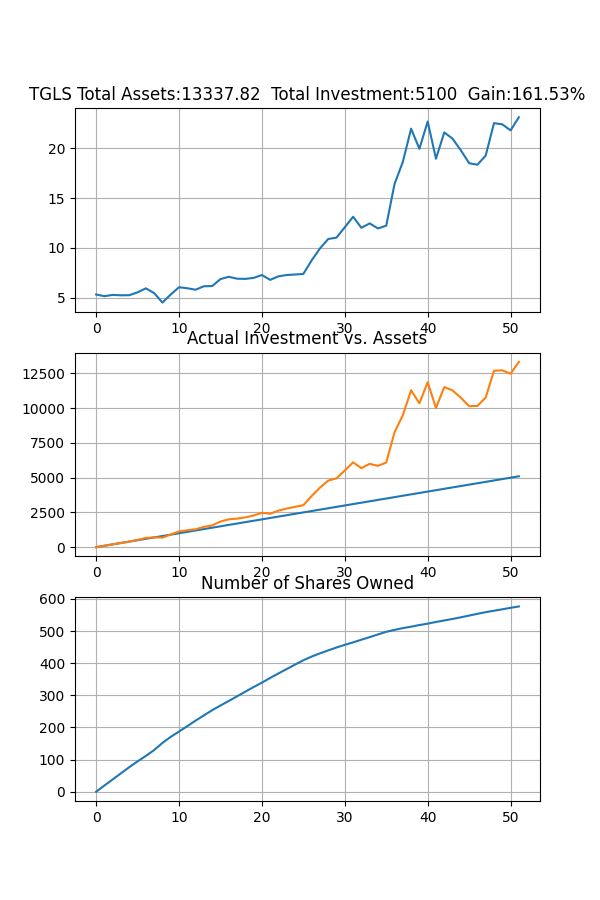 TGLS Total Assets:13337.82  Total Investment:5100  Gain:161.53%
20
15
10
5
0 10 20 30 40 50
Actual Investment vs. Assets
12500
10000
7500
5000
2500
0
0 10 20 30 40 50
Number of Shares Owned
600
500
400
300
200
100
0
0 10 20 30 40 50